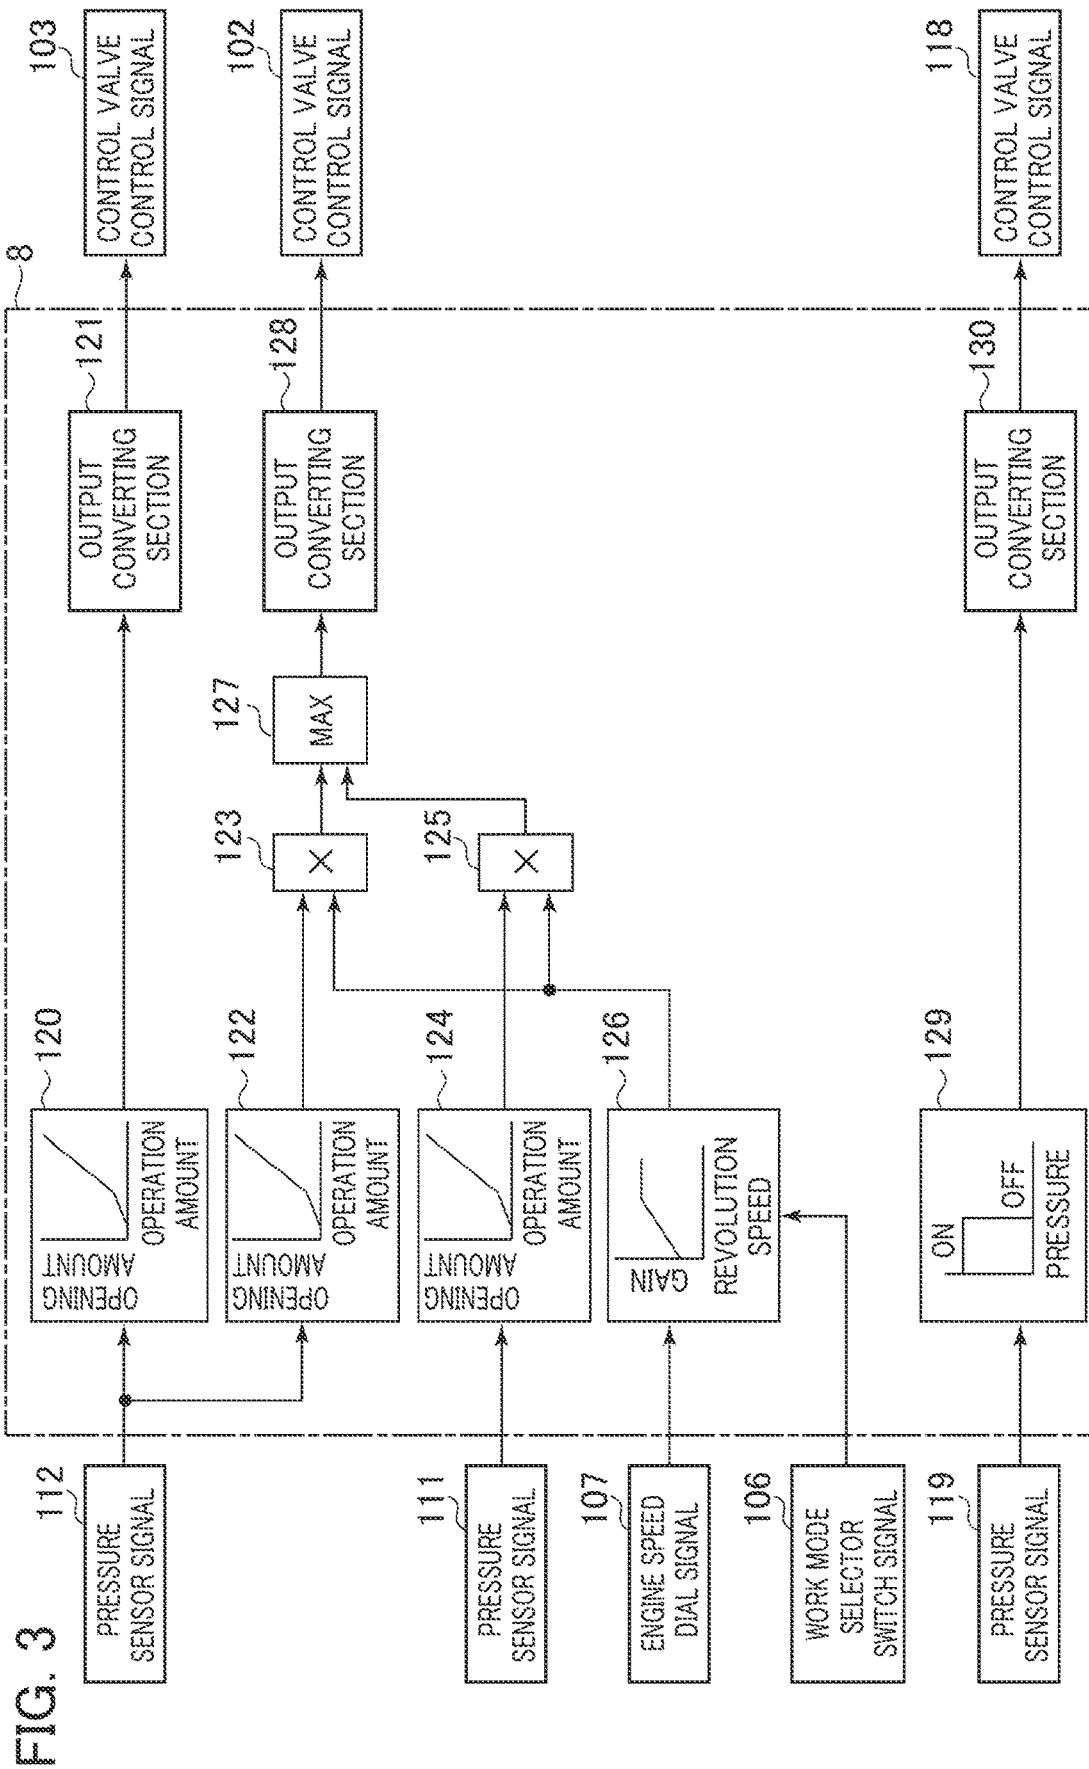 FIG. 3
112
PRESSURE
SENSOR SIGNAL
111
PRESSURE
SENSOR SIGNAL
107
ENGINE SPEED
DIAL SIGNAL
106
WORK MODE
SELECTOR
SWITCH SIGNAL
119
PRESSURE
SENSOR SIGNAL
8
120
OPENING
AMOUNT
OPERATION
AMOUNT
122
OPENING
AMOUNT
OPERATION
AMOUNT
124
OPENING
AMOUNT
OPERATION
AMOUNT
126
GAIN
REVOLUTION
SPEED
129
ON
OFF
PRESSURE
123
×
125
×
127
MAX
121
OUTPUT
CONVERTING
SECTION
128
OUTPUT
CONVERTING
SECTION
130
OUTPUT
CONVERTING
SECTION
103
CONTROL VALVE
CONTROL SIGNAL
102
CONTROL VALVE
CONTROL SIGNAL
118
CONTROL VALVE
CONTROL SIGNAL